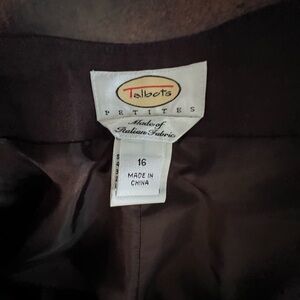 Talbots
PETITES
Made of
Italian Fabric
16
MADE IN
CHINA